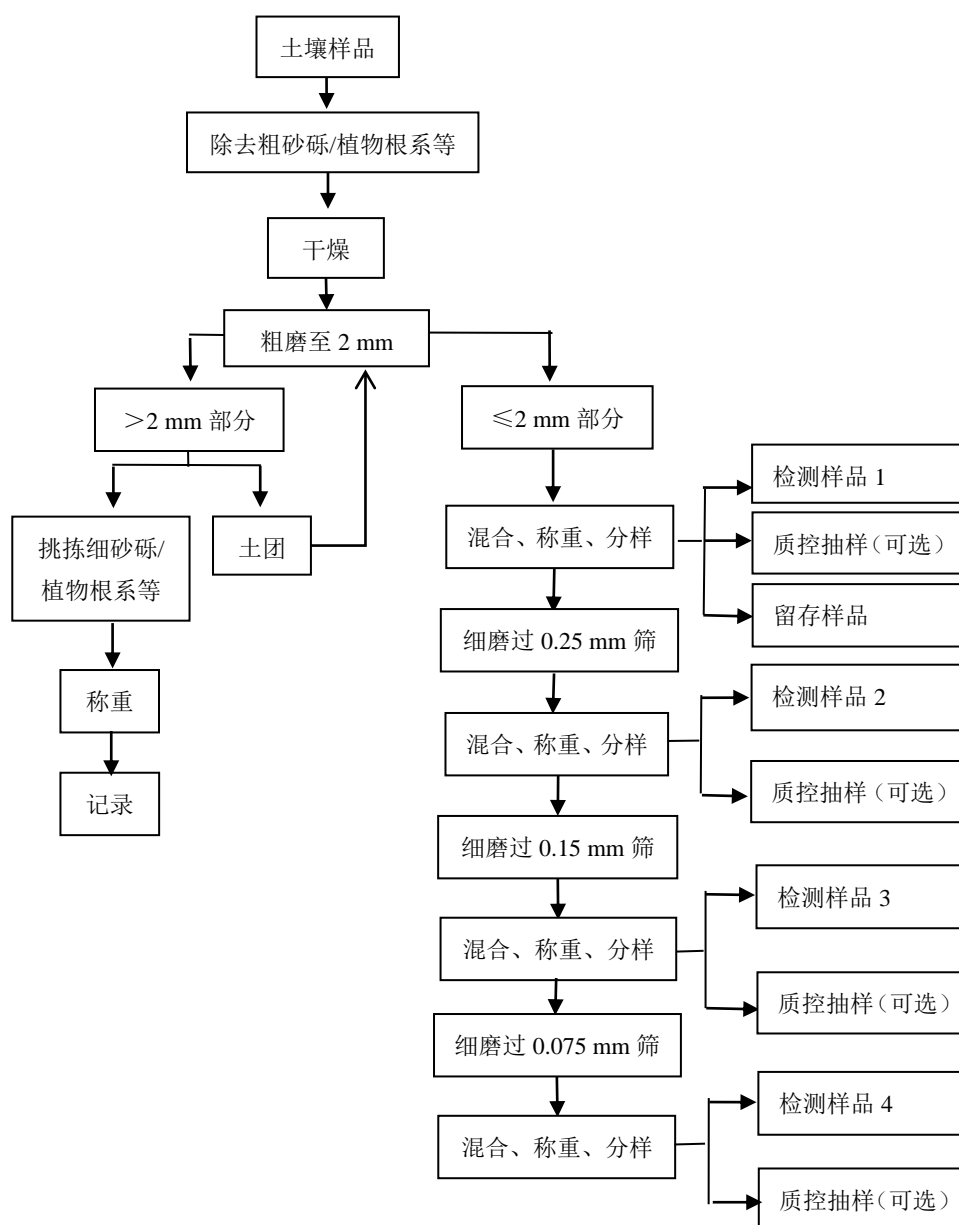 土壤样品
除去粗砂砾/植物根系等
干燥
粗磨至 2 mm
＞2 mm 部分
≤2 mm 部分
挑拣细砂砾/
植物根系等
土团
称重
记录
混合、称重、分样
检测样品 1
质控抽样（可选）
留存样品
细磨过 0.25 mm 筛
混合、称重、分样
检测样品 2
质控抽样（可选）
细磨过 0.15 mm 筛
混合、称重、分样
检测样品 3
质控抽样（可选）
细磨过 0.075 mm 筛
混合、称重、分样
检测样品 4
质控抽样（可选）